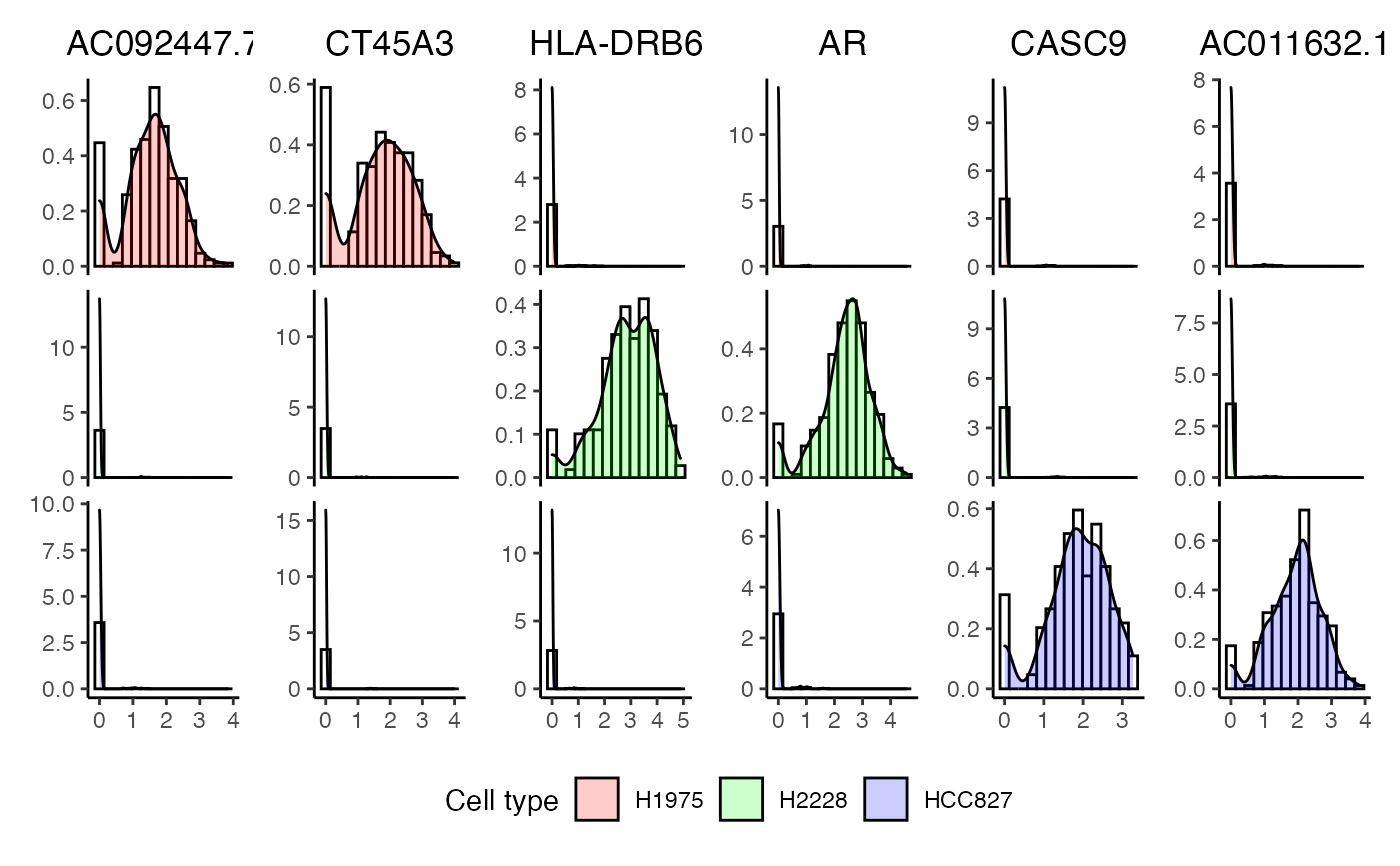 AC092447.7 CT45A3 HLA-DRB6 AR CASC9 AC011632.1
0.6 0.4 0.2 0.0 0.6 0.4 0.2 0.0 8 6 4 2 0 10 5 0 9 6 3 0 8 6 4 2 0
10 5 0 10 5 0 0.4 0.3 0.2 0.1 0.0 0.4 0.2 0.0 9 6 3 0 7.5 5.0 2.5 0.0
10.0 7.5 5.0 2.5 0.0 15 10 5 0 10 5 0 6 4 2 0 0.6 0.4 0.2 0.0 0.6 0.4 0.2 0.0
0 1 2 3 4 0 1 2 3 4 0 1 2 3 4 5 0 1 2 3 4 0 1 2 3 0 1 2 3 4
Cell type H1975 H2228 HCC827